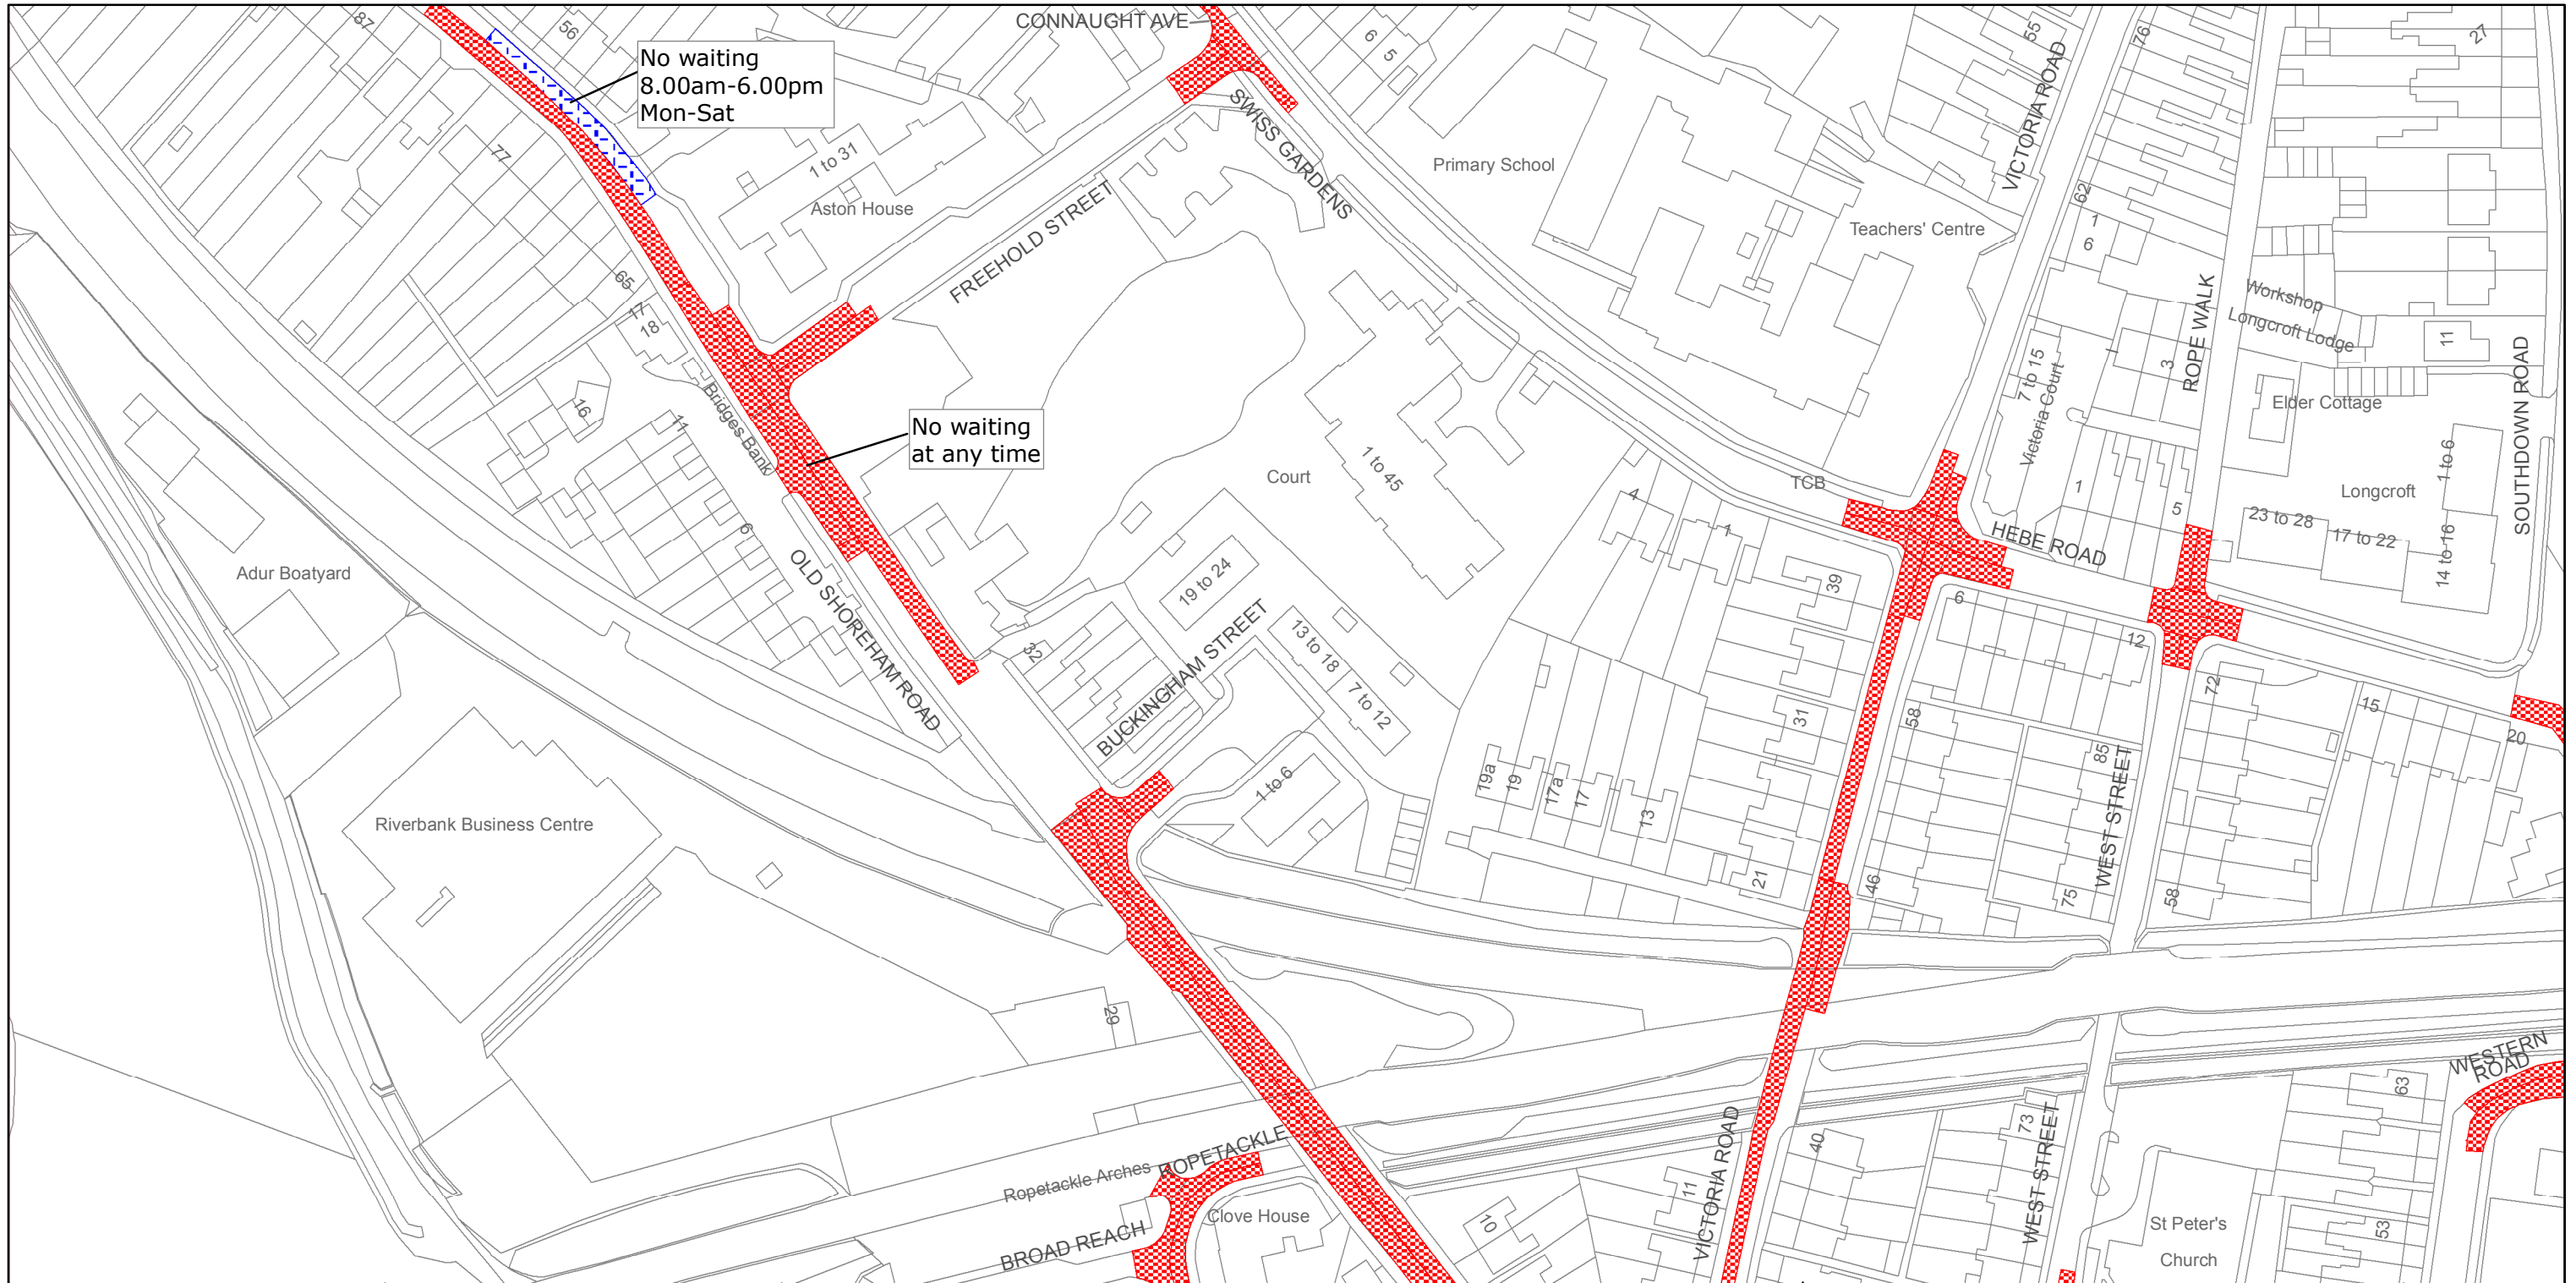 CONNAUGHT AVE
87
56
No waiting
8.00am-6.00pm
Mon-Sat
6
5
55
76
27
VICTORIA ROAD
SWISS GARDENS
Primary School
77
1 to 31
Aston House
FREEHOLD STREET
Teachers' Centre
62
1
6
65
17
18
ROPE WALK
Workshop
Longcroft Lodge
11
SOUTHDOWN ROAD
7 to 15
Victoria Court
1
3
Elder Cottage
Bridges Bank
16
11
No waiting
at any time
Court
1 to 45
TCB
4
1
1
5
HEBE ROAD
Longcroft
1 to 6
23 to 28
17 to 22
14 to 16
6
Adur Boatyard
OLD SHOREHAM ROAD
19 to 24
BUCKINGHAM STREET
32
13 to 18
7 to 12
39
6
12
72
15
20
31
58
85
WEST STREET
19a
19
17a
17
13
1 to 6
Riverbank Business Centre
21
46
75
58
29
WESTERN
ROAD
63
ROPETACKLE
Ropetackle Arches
VICTORIA ROAD
40
73
WEST STREET
11
10
Clove House
BROAD REACH
St Peter's
Church
53